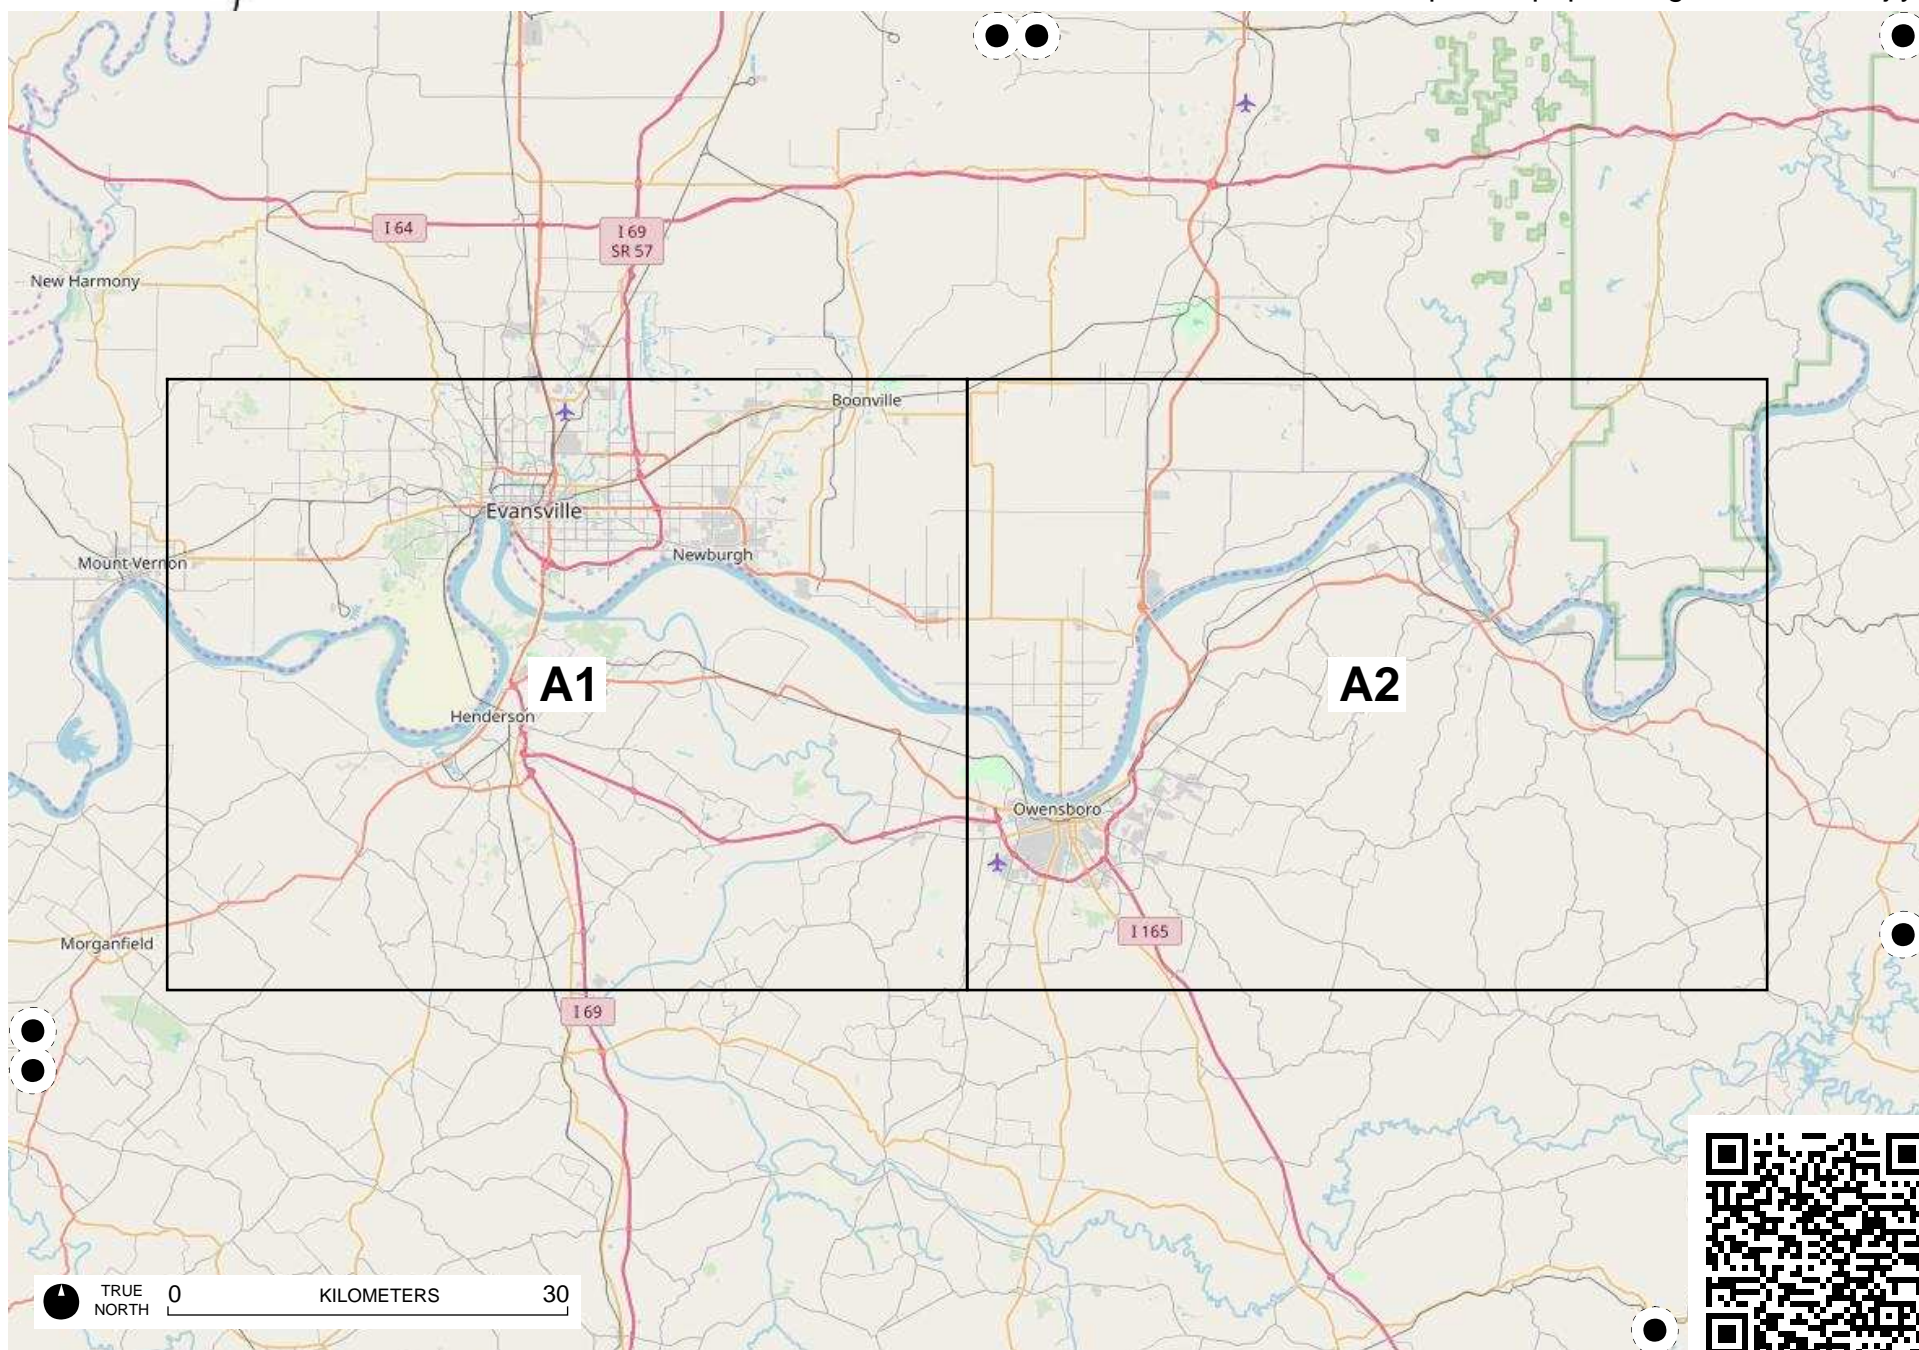 I 64
I 69
SR 57
New Harmony
Boonville
Evansville
Newburgh
Mount Vernon
A1
A2
Henderson
Owensboro
I 165
Morganfield
I 69
TRUE
NORTH
0
KILOMETERS
30